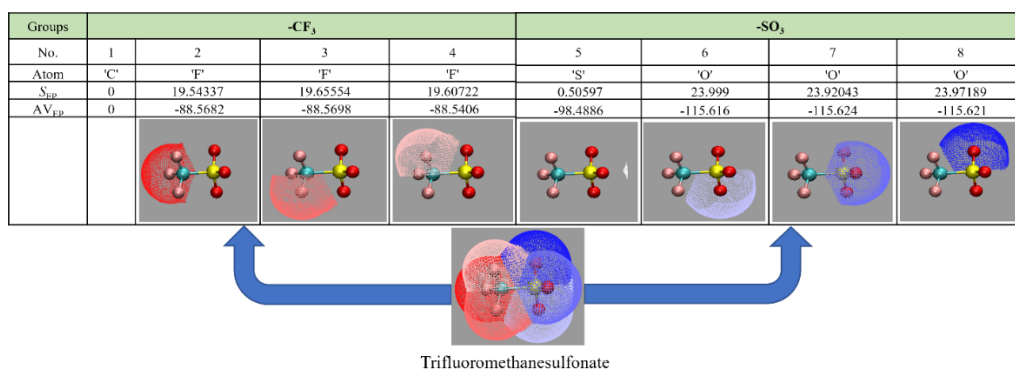 Groups -CF₃ -SO₃
No. 1 2 3 4 5 6 7 8
Atom 'C' 'F' 'F' 'F' 'S' 'O' 'O' 'O'
S_EP 0 19.54337 19.65554 19.60722 0.50597 23.999 23.92043 23.97189
AV_EP 0 -88.5682 -88.5698 -88.5406 -98.4886 -115.616 -115.624 -115.621
Trifluoromethanesulfonate